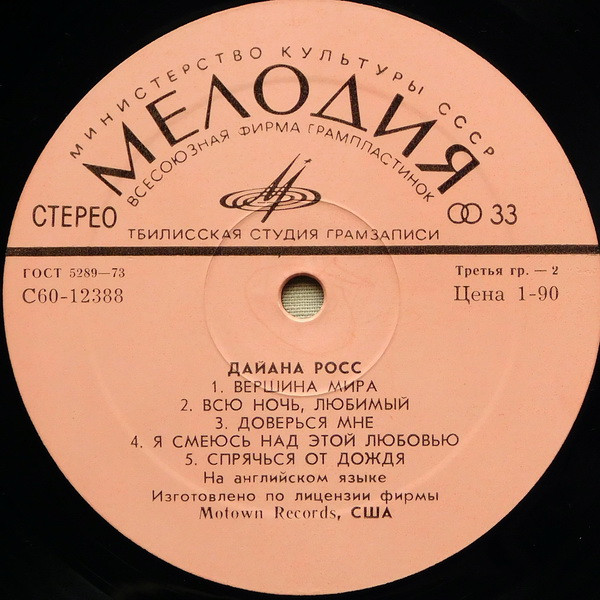 МИНИСТЕРСТВО КУЛЬТУРЫ СССР
МЕЛОДИЯ
ВСЕСОЮЗНАЯ ФИРМА ГРАМПЛАСТИНОК
СТЕРЕО
33
ТБИЛИССКАЯ СТУДИЯ ГРАМЗАПИСИ
ГОСТ 5289—73
Третья гр. — 2
С60-12388
Цена 1-90
ДАЙАНА РОСС
1. ВЕРШИНА МИРА
2. ВСЮ НОЧЬ, ЛЮБИМЫЙ
3. ДОВЕРЬСЯ МНЕ
4. Я СМЕЮСЬ НАД ЭТОЙ ЛЮБОВЬЮ
5. СПРЯЧЬСЯ ОТ ДОЖДЯ
На английском языке
Изготовлено по лицензии фирмы
Motown Records, США